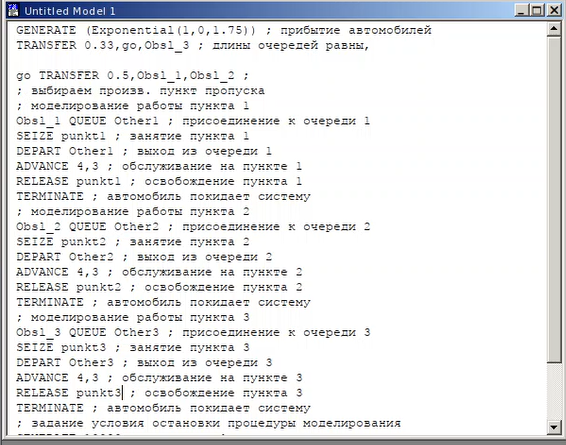 Untitled Model 1
GENERATE (Exponential(1,0,1.75)) ; прибытие автомобилей
TRANSFER 0.33,go,Obsl_3 ; длины очередей равны,
go TRANSFER 0.5,Obsl_1,Obsl_2 ;
; выбираем произв. пункт пропуска
; моделирование работы пункта 1
Obsl_1 QUEUE Other1 ; присоединение к очереди 1
SEIZE punkt1 ; занятие пункта 1
DEPART Other1 ; выход из очереди 1
ADVANCE 4,3 ; обслуживание на пункте 1
RELEASE punkt1 ; освобождение пункта 1
TERMINATE ; автомобиль покидает систему
; моделирование работы пункта 2
Obsl_2 QUEUE Other2 ; присоединение к очереди 2
SEIZE punkt2 ; занятие пункта 2
DEPART Other2 ; выход из очереди 2
ADVANCE 4,3 ; обслуживание на пункте 2
RELEASE punkt2 ; освобождение пункта 2
TERMINATE ; автомобиль покидает систему
; моделирование работы пункта 3
Obsl_3 QUEUE Other3 ; присоединение к очереди 3
SEIZE punkt3 ; занятие пункта 3
DEPART Other3 ; выход из очереди 3
ADVANCE 4,3 ; обслуживание на пункте 3
RELEASE punkt3 ; освобождение пункта 3
TERMINATE ; автомобиль покидает систему
; задание условия остановки процедуры моделирования